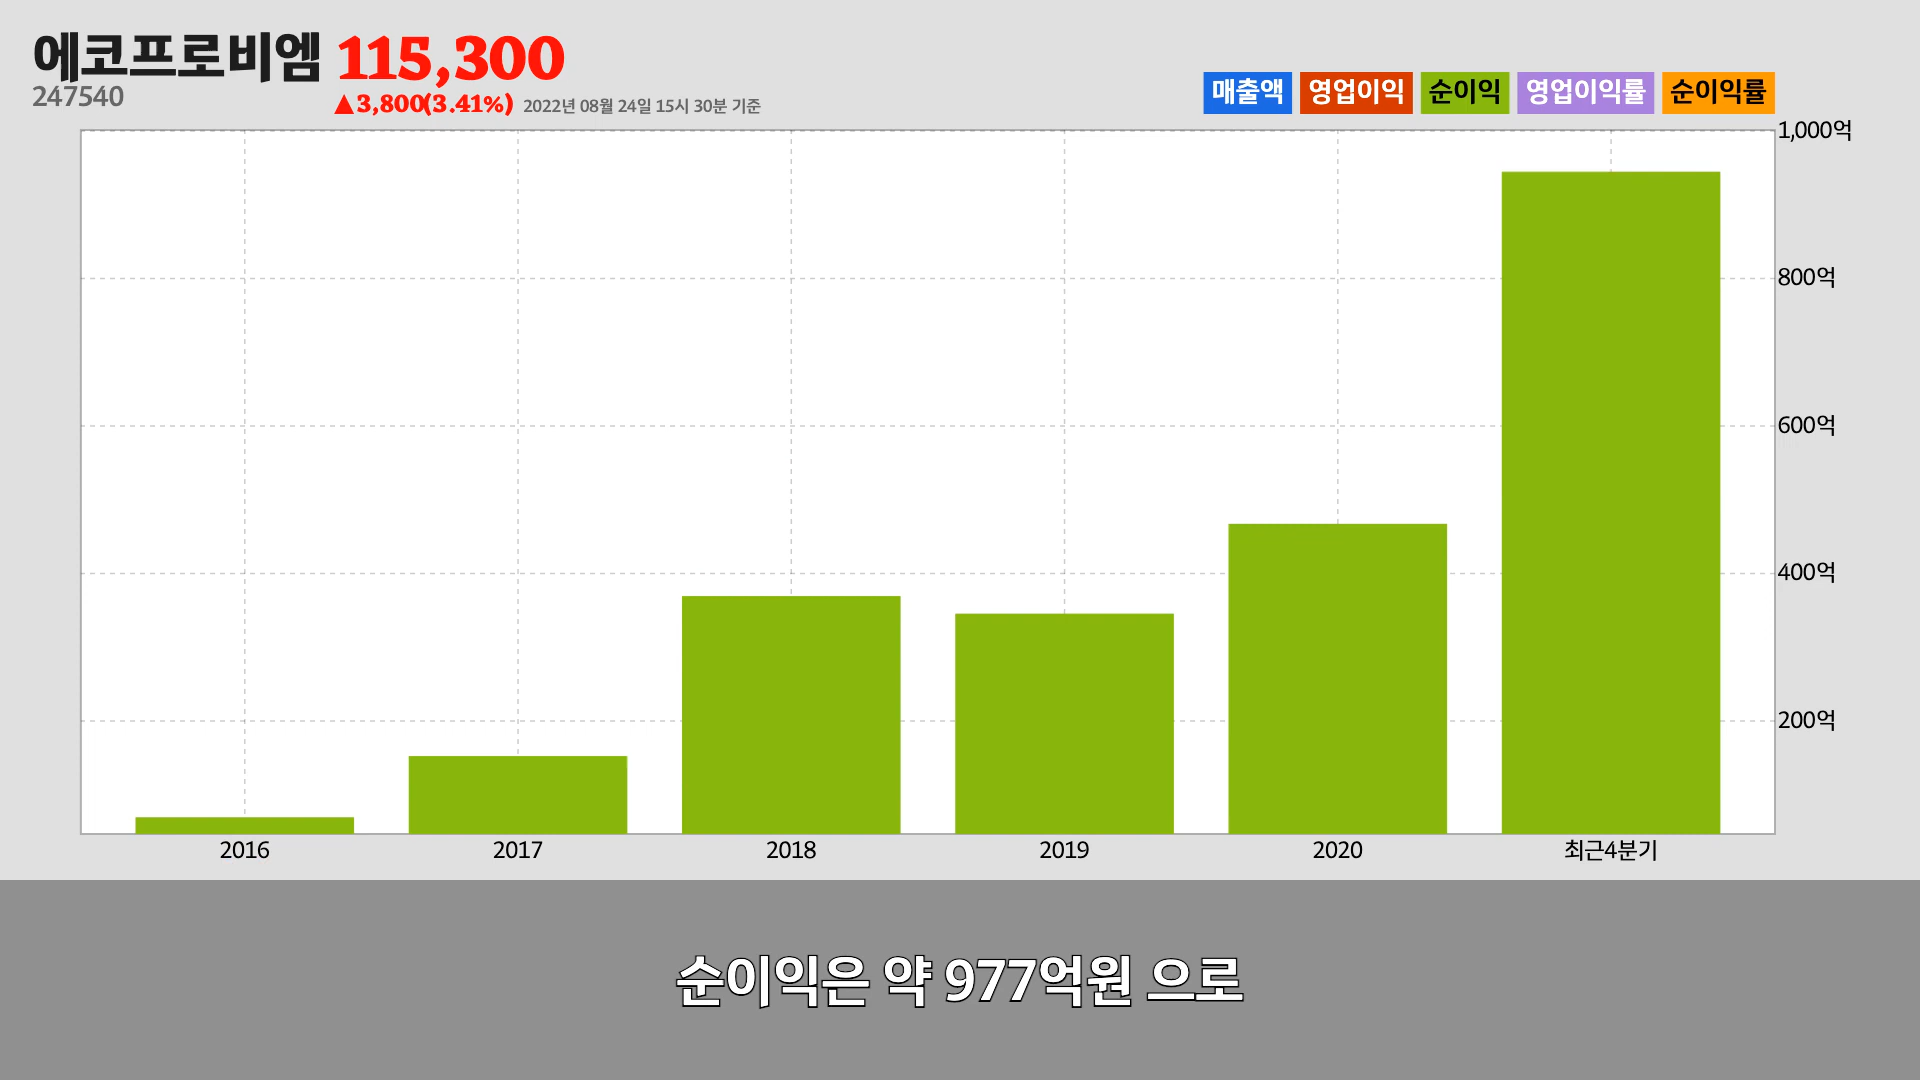 에코프로비엠 115,300
247540
▲3,800(3.41%) 2022년 08월 24일 15시 30분 기준
매출액 영업이익 순이익 영업이익률 순이익률
1,000억
800억
600억
400억
200억
2016 2017 2018 2019 2020 최근4분기
순이익은 약 977억원 으로